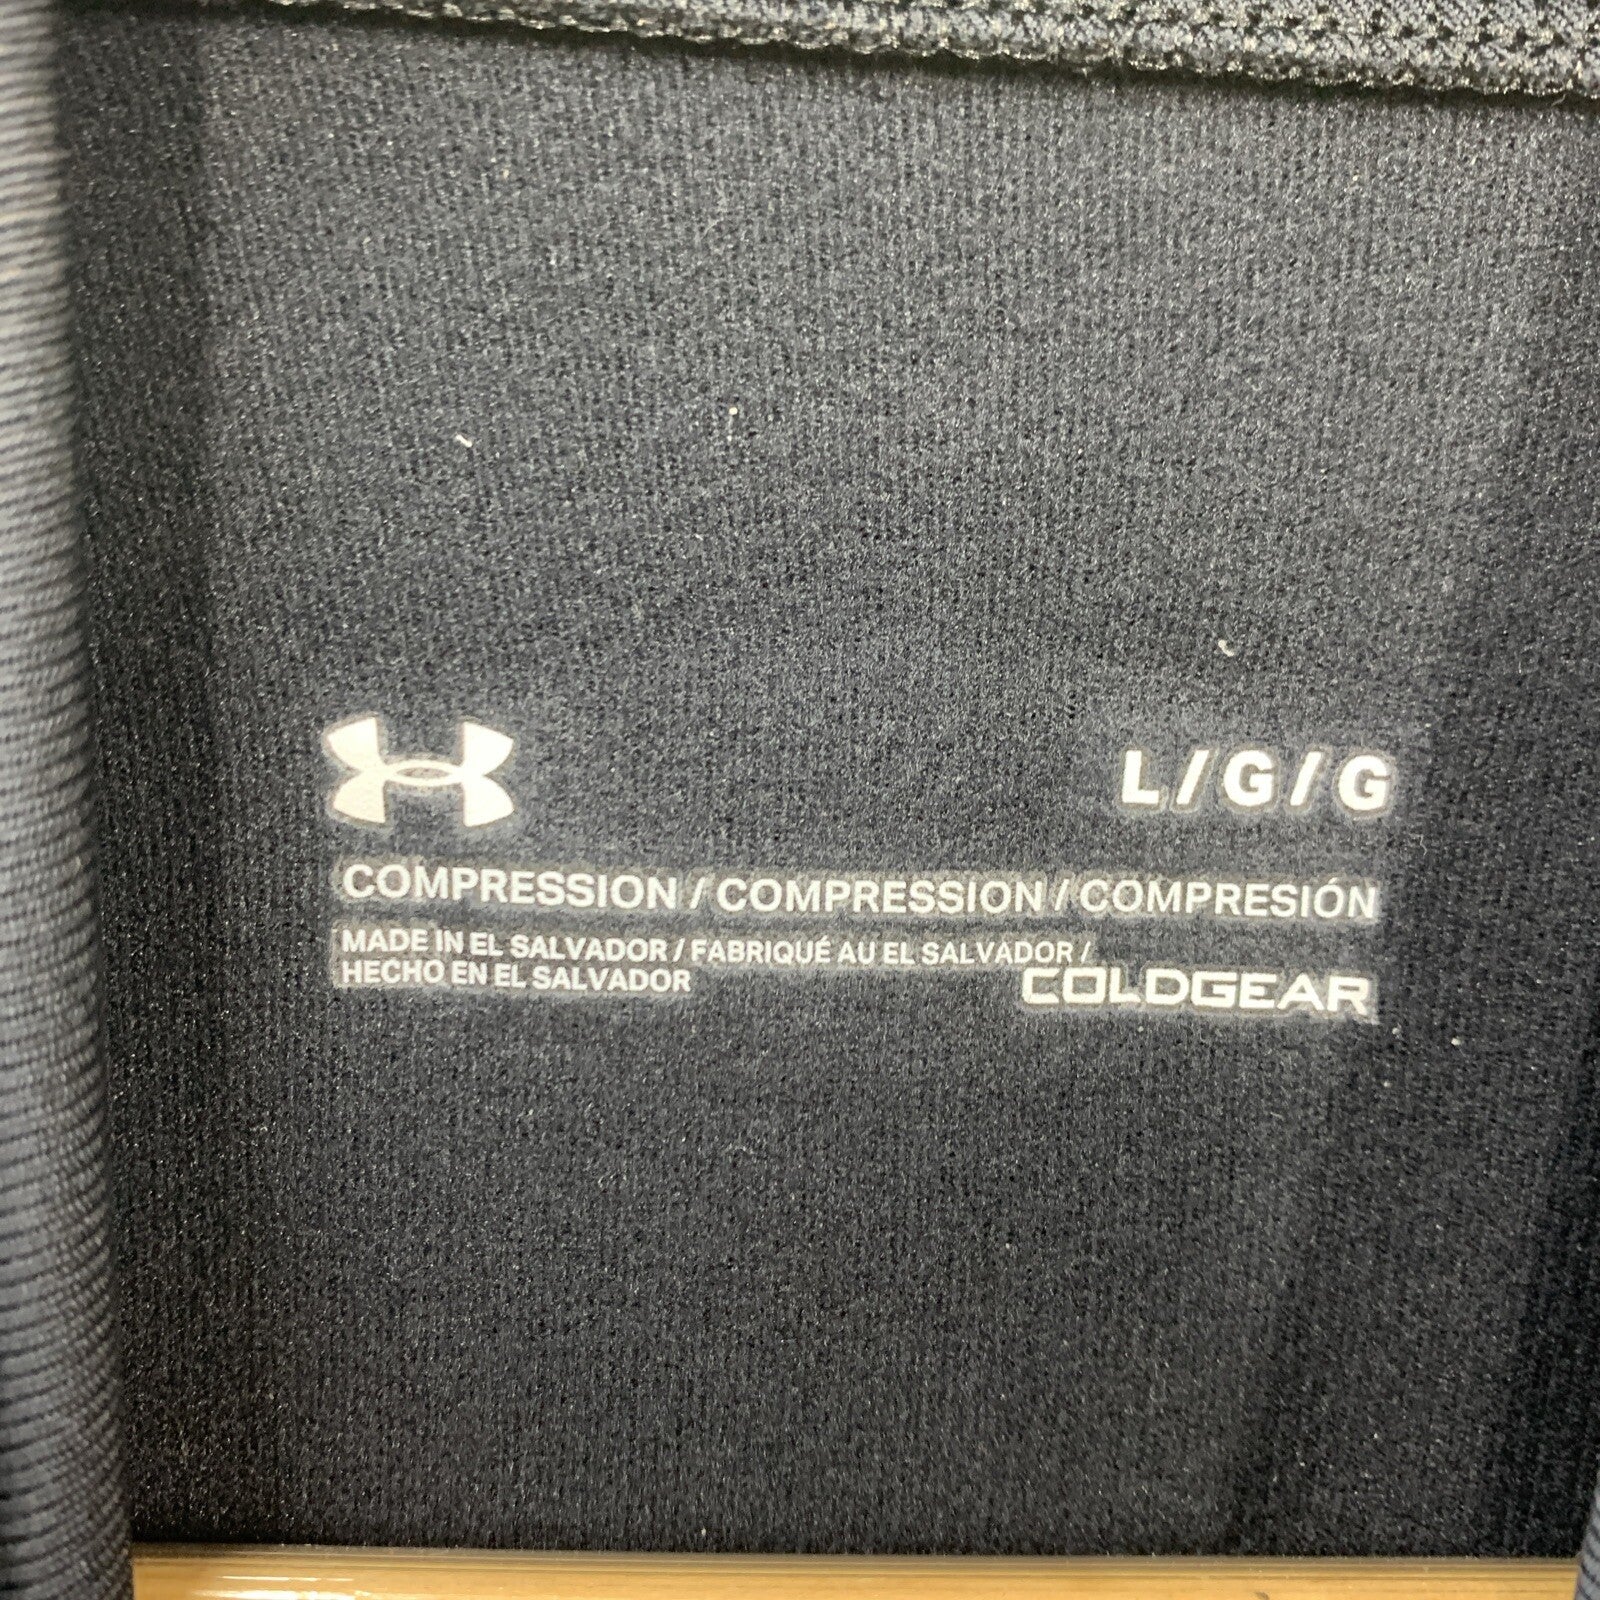 L/G/G
COMPRESSION / COMPRESSION / COMPRESIÓN
MADE IN EL SALVADOR / FABRIQUÉ AU EL SALVADOR /
HECHO EN EL SALVADOR
COLDGEAR